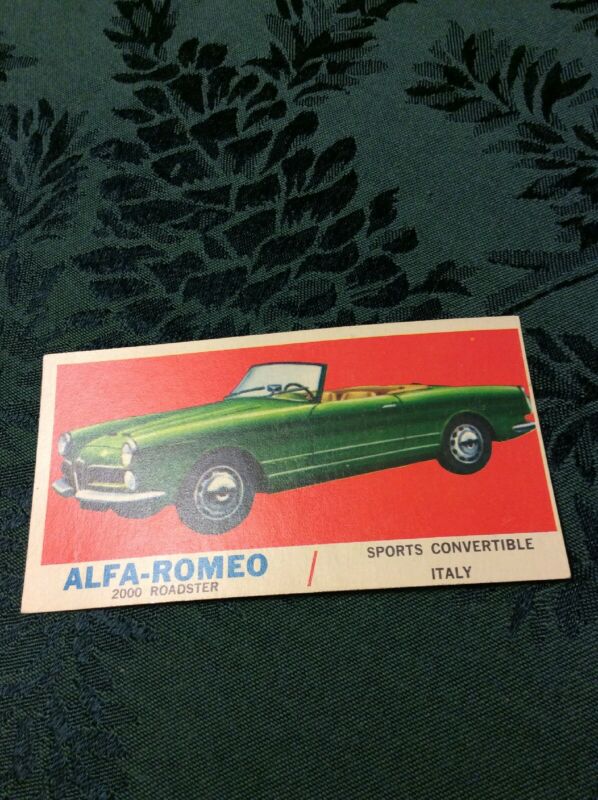 ALFA-ROMEO
2000 ROADSTER
/
SPORTS CONVERTIBLE
ITALY